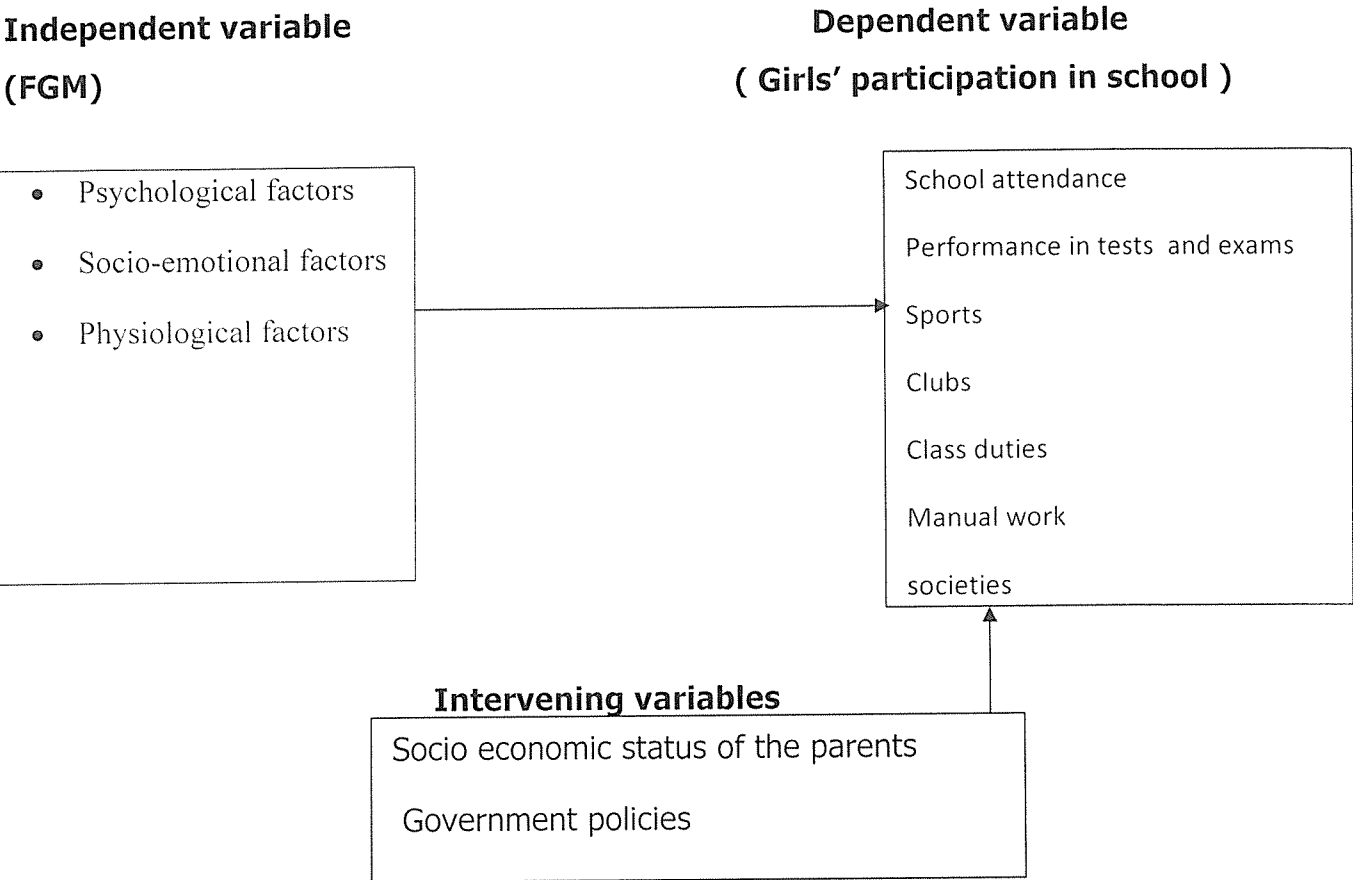 Independent variable
(FGM)
Dependent variable
( Girls' participation in school )
• Psychological factors
• Socio-emotional factors
• Physiological factors
School attendance
Performance in tests and exams
Sports
Clubs
Class duties
Manual work
societies
Intervening variables
Socio economic status of the parents
Government policies